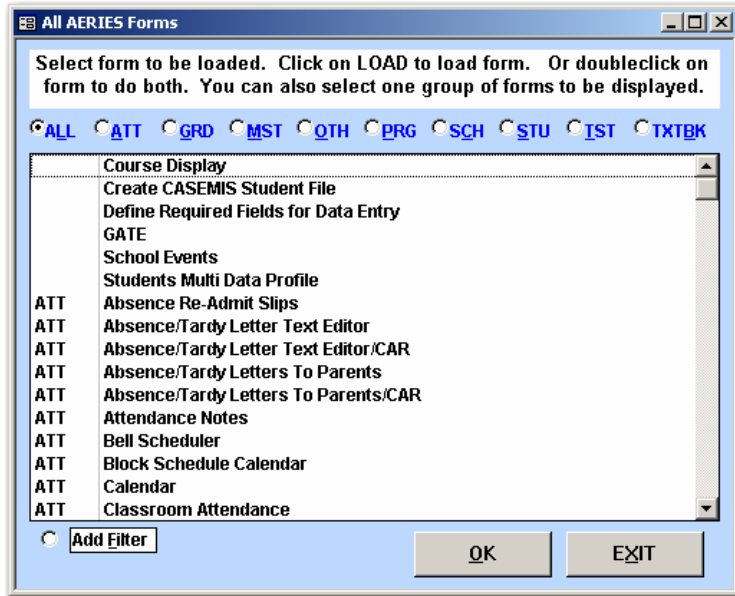 All AERIES Forms
Select form to be loaded. Click on LOAD to load form. Or doubleclick on
form to do both. You can also select one group of forms to be displayed.
ALL ATT GRD MST OTH PRG SCH STU TST TXTBK
Course Display
Create CASEMIS Student File
Define Required Fields for Data Entry
GATE
School Events
Students Multi Data Profile
ATT Absence Re-Admit Slips
ATT Absence/Tardy Letter Text Editor
ATT Absence/Tardy Letter Text Editor/CAR
ATT Absence/Tardy Letters To Parents
ATT Absence/Tardy Letters To Parents/CAR
ATT Attendance Notes
ATT Bell Scheduler
ATT Block Schedule Calendar
ATT Calendar
ATT Classroom Attendance
Add Filter OK EXIT